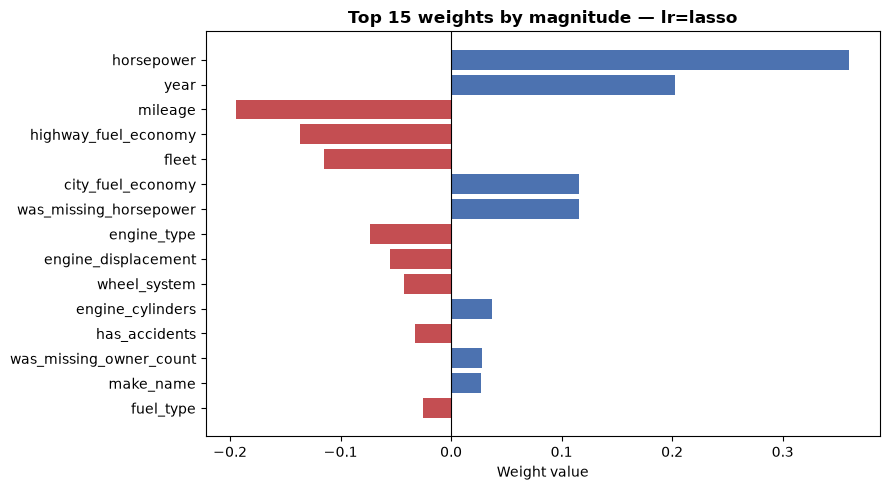 Top 15 weights by magnitude — lr=lasso
horsepower
year
mileage
highway_fuel_economy
fleet
city_fuel_economy
was_missing_horsepower
engine_type
engine_displacement
wheel_system
engine_cylinders
has_accidents
was_missing_owner_count
make_name
fuel_type
−0.2 −0.1 0.0 0.1 0.2 0.3
Weight value